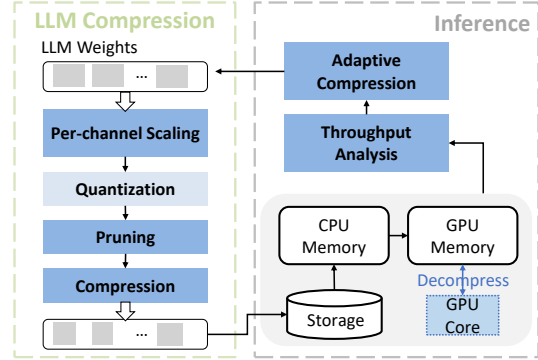 LLM Compression
LLM Weights
...
Per-channel Scaling
Quantization
Pruning
Compression
...
Inference
Adaptive
Compression
Throughput
Analysis
CPU
Memory
GPU
Memory
Decompress
Storage
GPU
Core